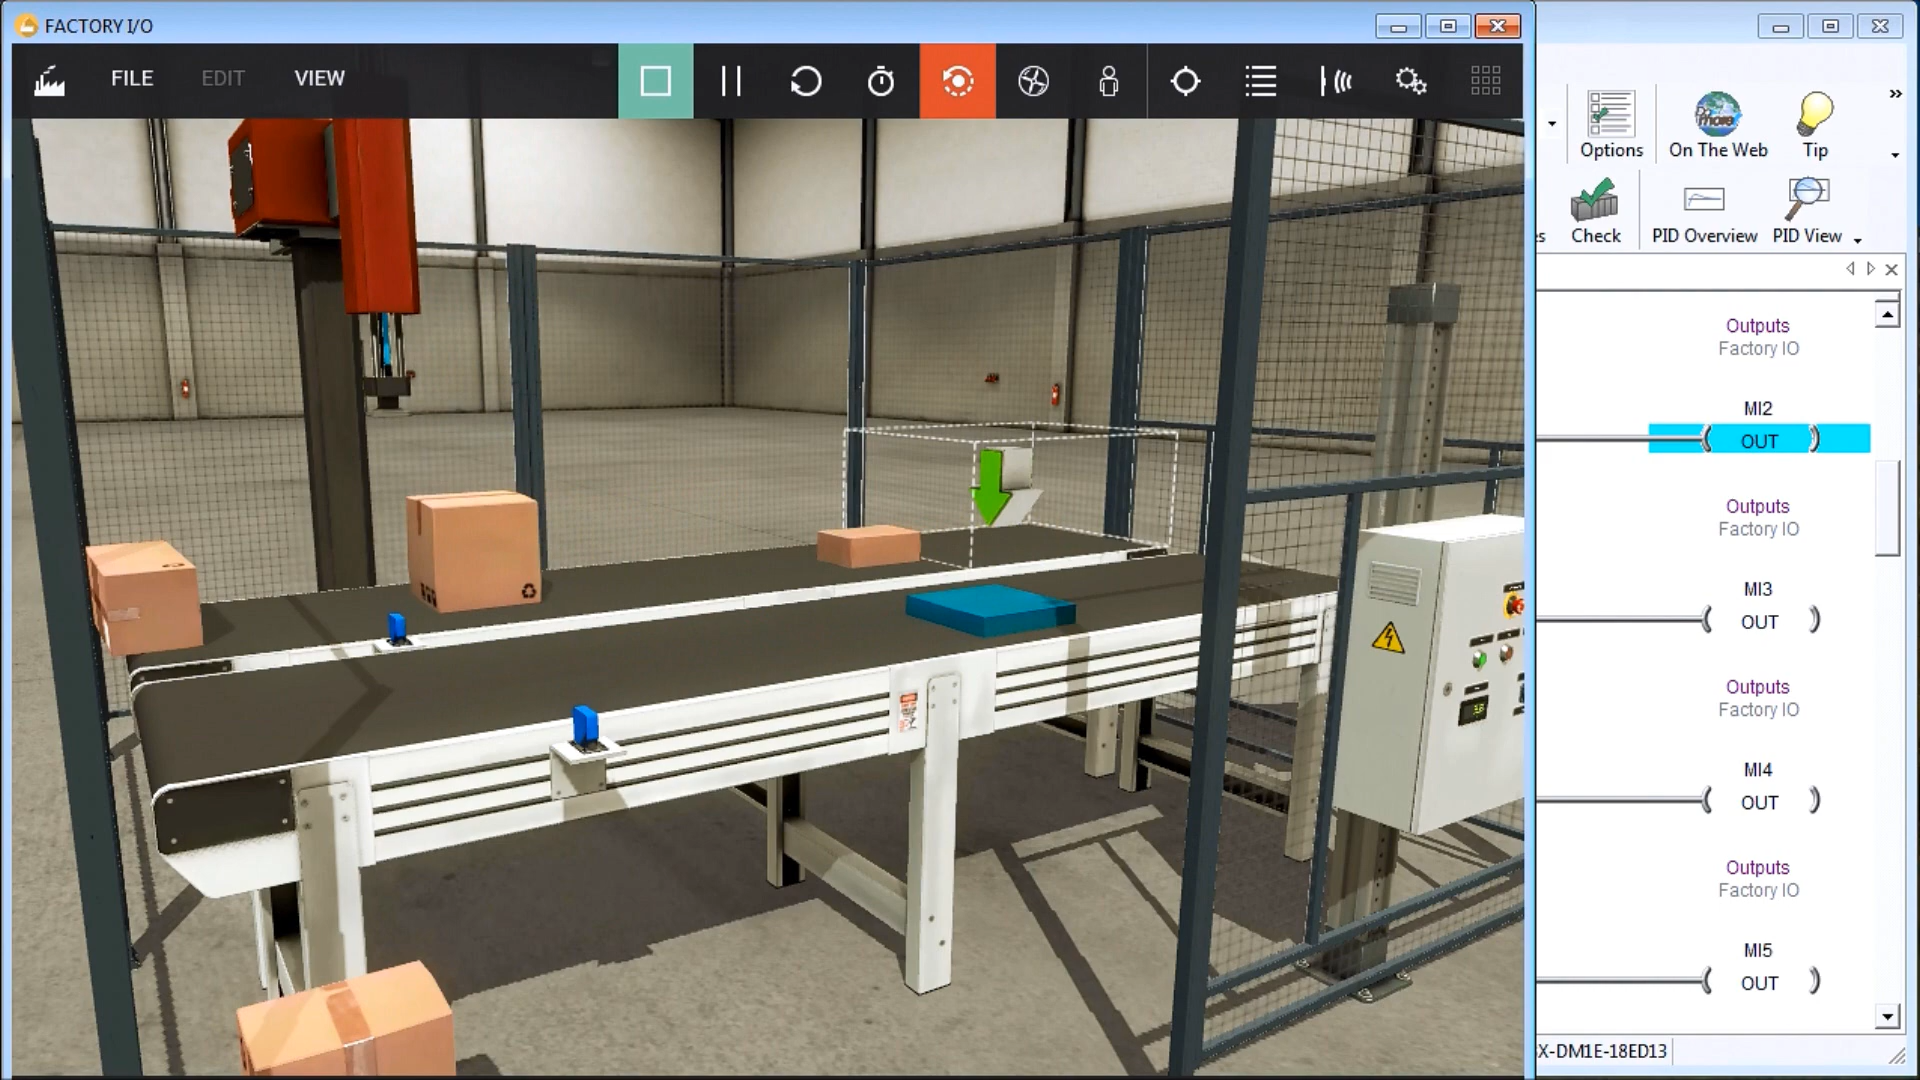 FACTORY I/O
FILE EDIT VIEW
Options
On The Web
Tip
Check
PID Overview
PID View
Outputs
Factory IO
MI2
OUT
Outputs
Factory IO
MI3
OUT
Outputs
Factory IO
MI4
OUT
Outputs
Factory IO
MI5
OUT
X-DM1E-18ED13